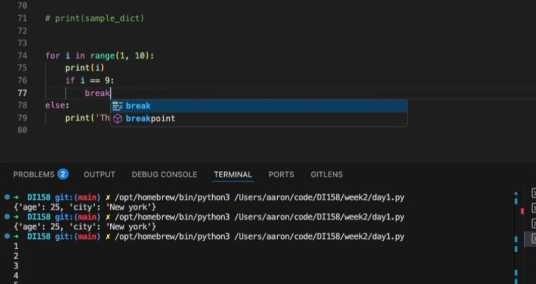 70
71 # print(sample_dict)
72
73
74 for i in range(1, 10):
75 print(i)
76 if i == 9:
77 break
break
78 else:
breakpoint
79 print('Th
80
PROBLEMS 2 OUTPUT DEBUG CONSOLE TERMINAL PORTS GITLENS
➜ DI158 git:(main) ✗ /opt/homebrew/bin/python3 /Users/aaron/code/DI158/week2/day1.py
{'age': 25, 'city': 'New york'}
➜ DI158 git:(main) ✗ /opt/homebrew/bin/python3 /Users/aaron/code/DI158/week2/day1.py
{'age': 25, 'city': 'New york'}
➜ DI158 git:(main) ✗ /opt/homebrew/bin/python3 /Users/aaron/code/DI158/week2/day1.py
1
2
3
4